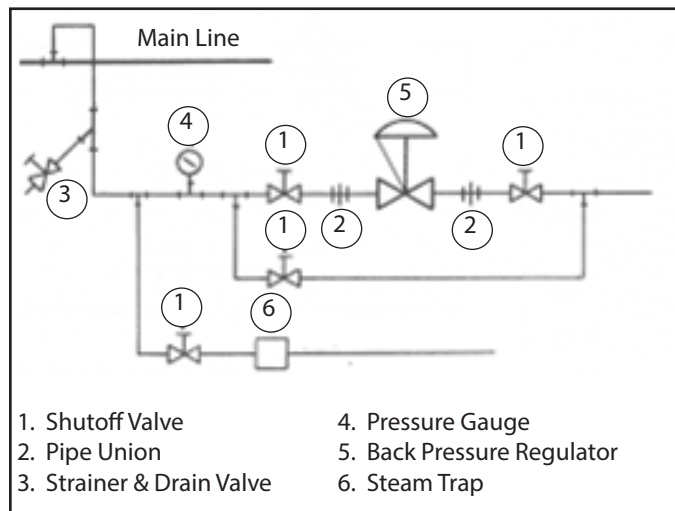 Main Line
5
4
1
1
3
2
1
2
1
6
1. Shutoff Valve
2. Pipe Union
3. Strainer & Drain Valve
4. Pressure Gauge
5. Back Pressure Regulator
6. Steam Trap